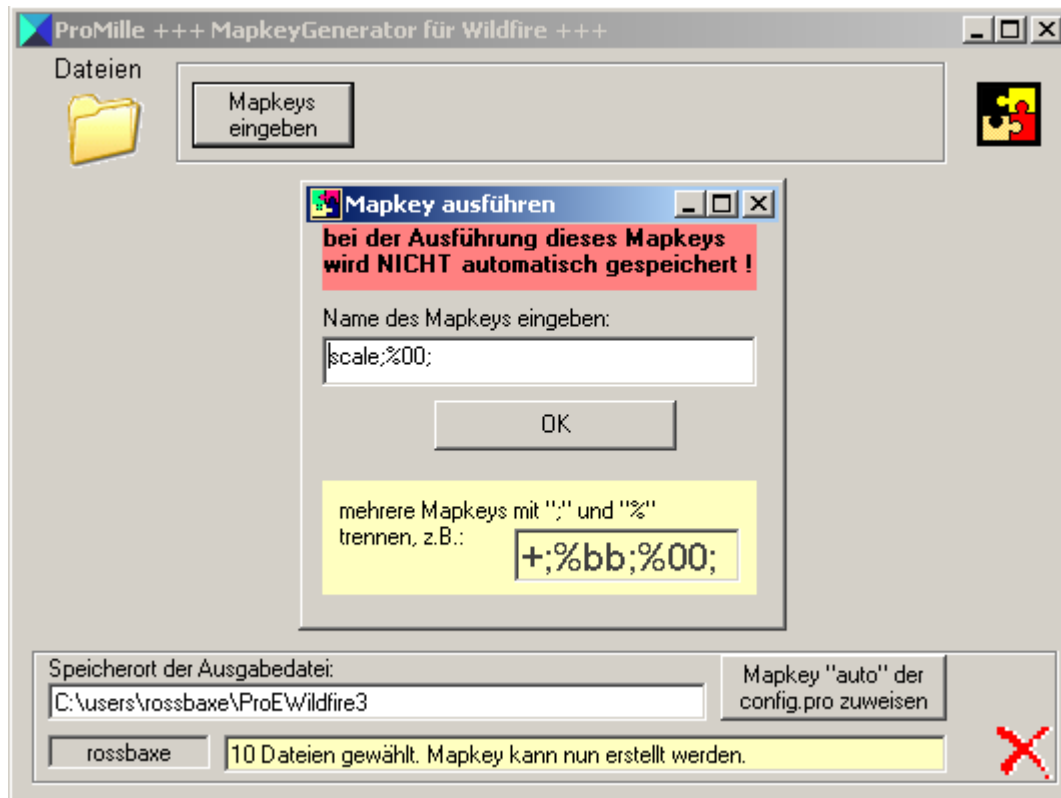 ProMille +++ MapkeyGenerator für Wildfire +++
Dateien
Mapkeys
eingeben
Mapkey ausführen
bei der Ausführung dieses Mapkeys
wird NICHT automatisch gespeichert !
Name des Mapkeys eingeben:
scale;%00;
OK
mehrere Mapkeys mit ";" und "%"
trennen, z.B.:
+;%bb;%00;
Speicherort der Ausgabedatei:
C:\users\rossbaxe\ProEWildfire3
Mapkey "auto" der
config.pro zuweisen
rossbaxe
10 Dateien gewählt. Mapkey kann nun erstellt werden.